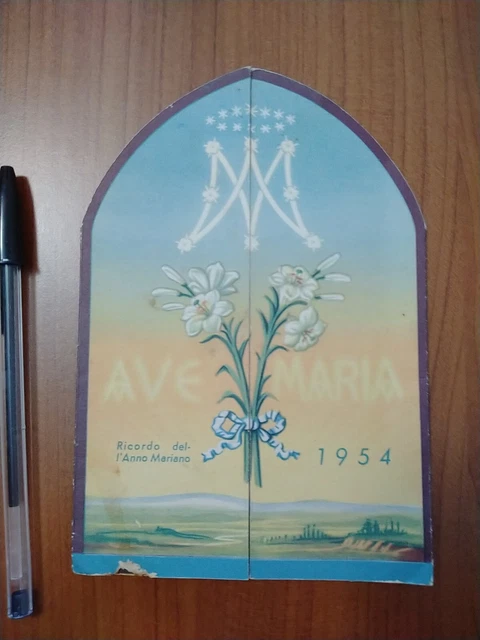 AVE MARIA
Ricordo del-
l'Anno Mariano
1954